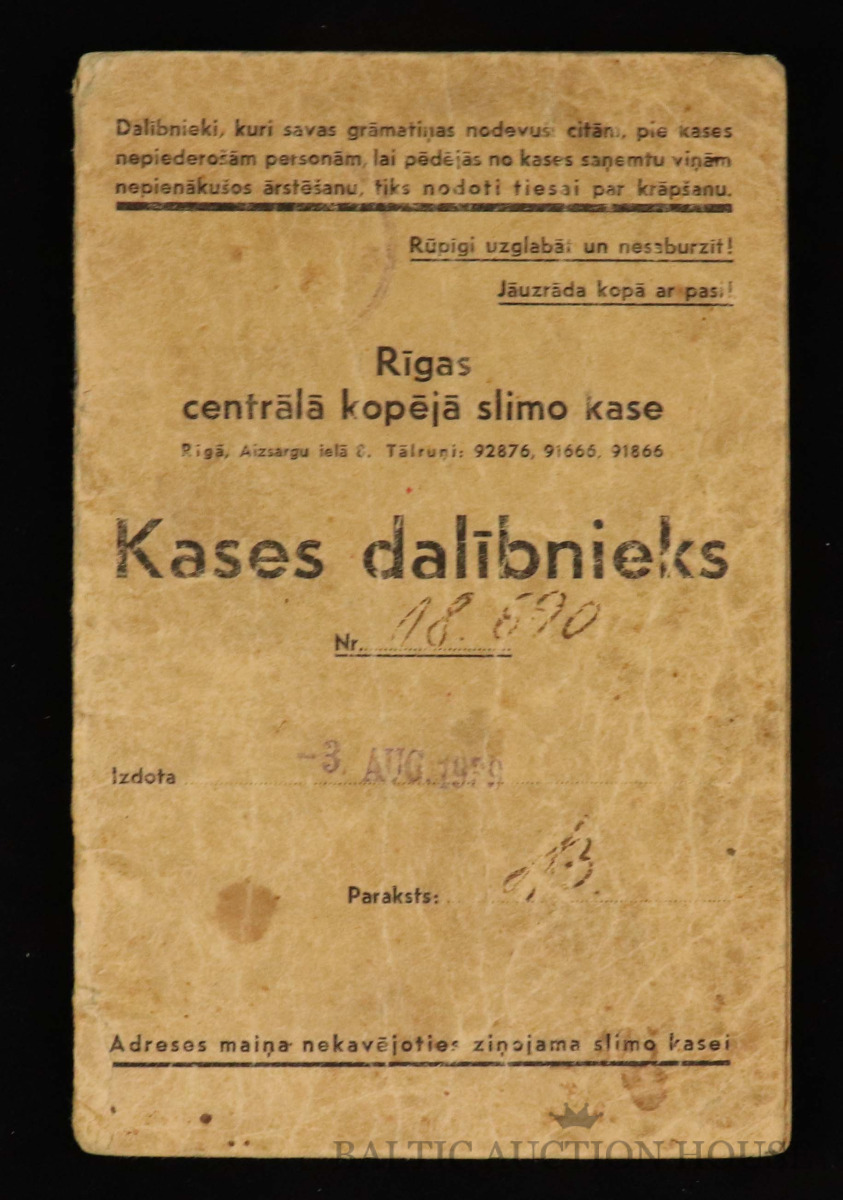 Dalībnieki, kuri savas grāmatiņas nodevuši citām, pie kases
nepiederošām personām, lai pēdējās no kases saņemtu viņām
nepienākušos ārstēšanu, tiks nodoti tiesai par krāpšanu.
Rūpīgi uzglabāt un nesaburzīt!
Jāuzrāda kopā ar pasi!
Rīgas
centrālā kopējā slimo kase
Rīgā, Aizsargu ielā 8. Tālruņi: 92876, 91666, 91866
Kases dalībnieks
Nr. 18.690
Izdota -3. AUG. 1939
Paraksts:
Adreses maiņa nekavējoties ziņojama slimo kasei
BALTIC AUCTION HOUS